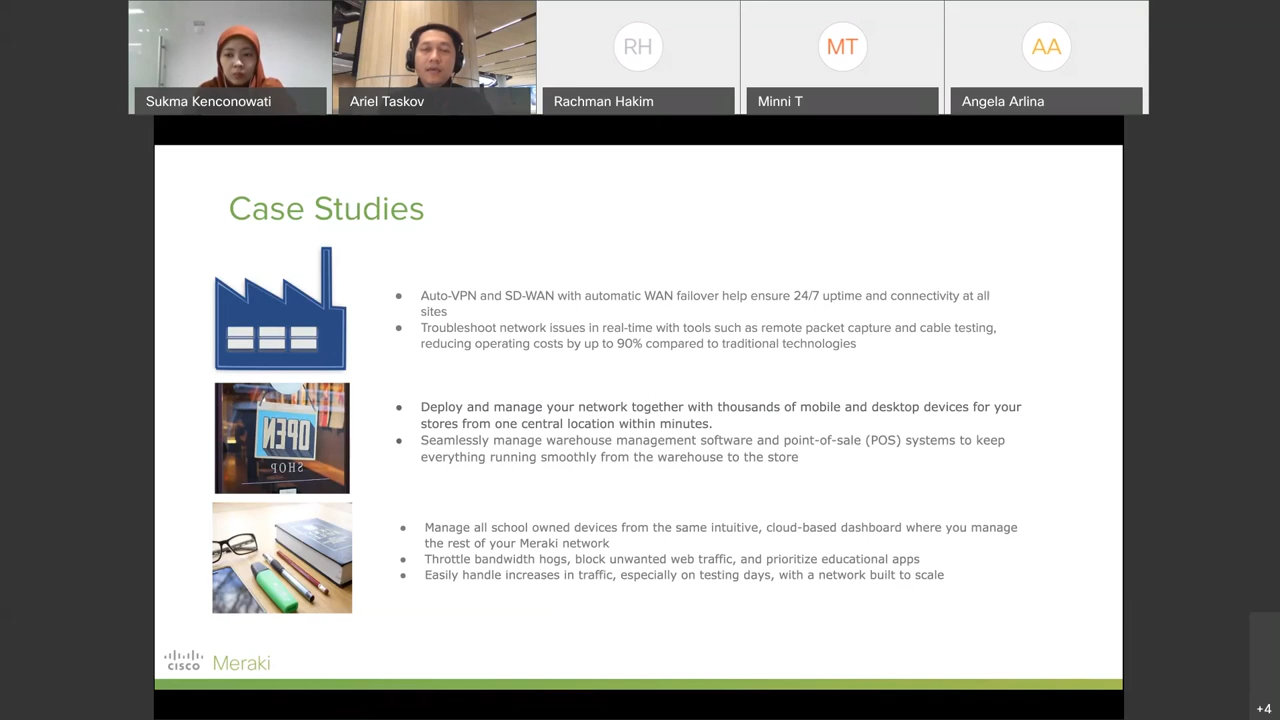 RH
MT
AA
Sukma Kenconowati
Ariel Taskov
Rachman Hakim
Minni T
Angela Arlina
Case Studies
● Auto-VPN and SD-WAN with automatic WAN failover help ensure 24/7 uptime and connectivity at all
sites
● Troubleshoot network issues in real-time with tools such as remote packet capture and cable testing,
reducing operating costs by up to 90% compared to traditional technologies
OPEN
SHOP
● Deploy and manage your network together with thousands of mobile and desktop devices for your
stores from one central location within minutes.
● Seamlessly manage warehouse management software and point-of-sale (POS) systems to keep
everything running smoothly from the warehouse to the store
● Manage all school owned devices from the same intuitive, cloud-based dashboard where you manage
the rest of your Meraki network
● Throttle bandwidth hogs, block unwanted web traffic, and prioritize educational apps
● Easily handle increases in traffic, especially on testing days, with a network built to scale
CISCO Meraki
+4